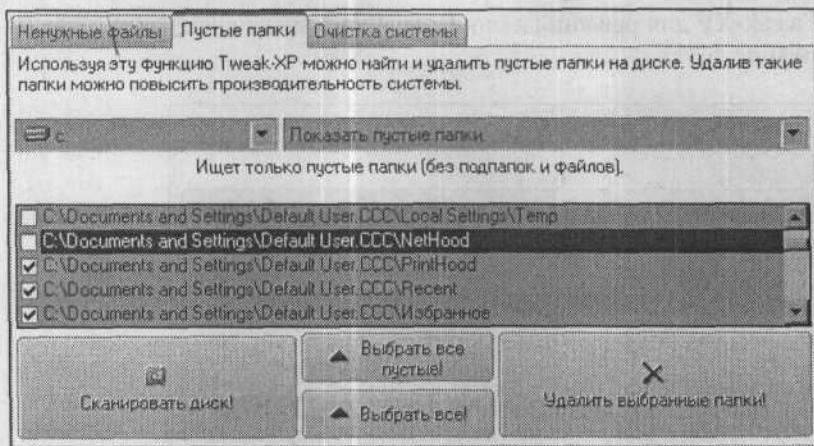 Ненужные файлы
Пустые папки
Очистка системы
Используя эту функцию Tweak-XP можно найти и удалить пустые папки на диске. Удалив такие
папки можно повысить производительность системы.
c:
Показать пустые папки
Ищет только пустые папки (без подпапок и файлов).
C:\Documents and Settings\Default User.CCC\Local Settings\Temp
C:\Documents and Settings\Default User.CCC\NetHood
C:\Documents and Settings\Default User.CCC\PrintHood
C:\Documents and Settings\Default User.CCC\Recent
C:\Documents and Settings\Default User.CCC\Избранное
Сканировать диск!
Выбрать все
пустые!
Выбрать все!
Удалить выбранные папки!